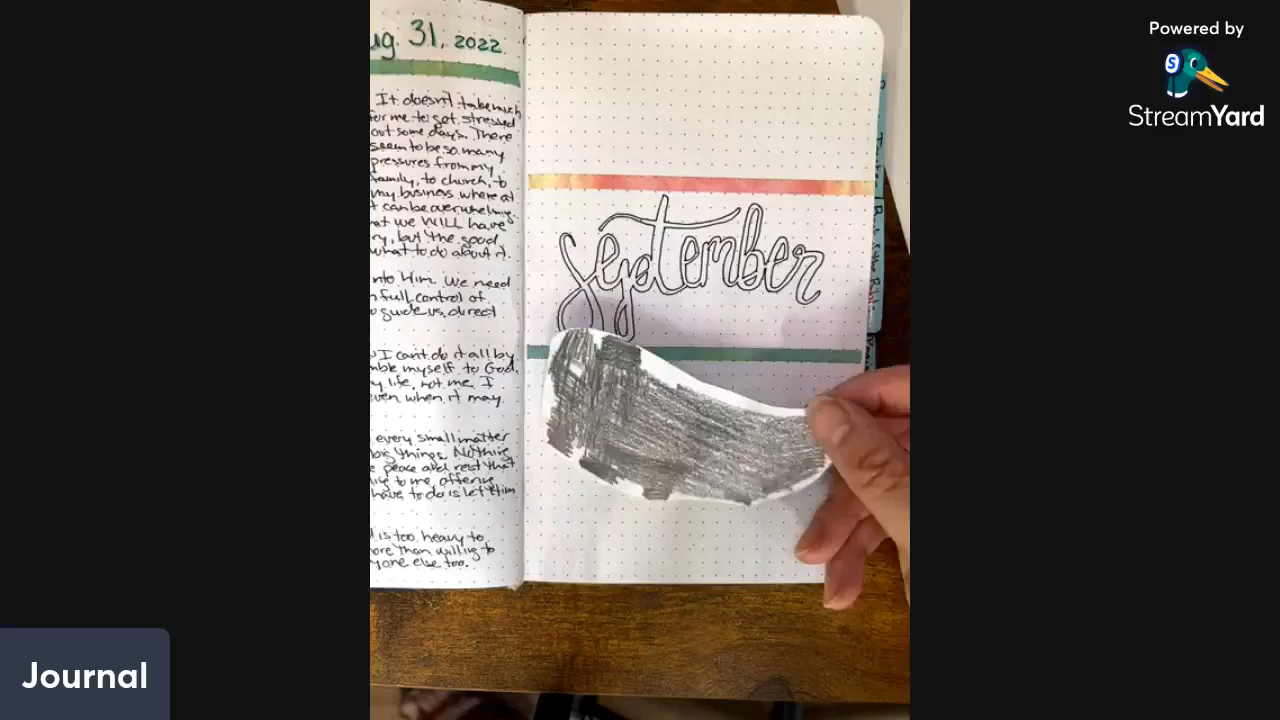 ug. 31, 2022
It doesn't take much
for me to get stressed
out some days. There
seem to be so many
pressures from my
family, to church, to
my business where at
t can be overwhelming.
at we WILL have
ry, but the good
what to do about it.
nto Him. We need
n full control of
o guide us, direct
I can't do it all by
mble myself to God,
y life, not me. I
even when it may
every small matter
big things. Nothing
e peace and rest that
to me offering
have to do is let Him
is too heavy to
ore than willing to
yone else too.
September
Powered by
StreamYard
Journal